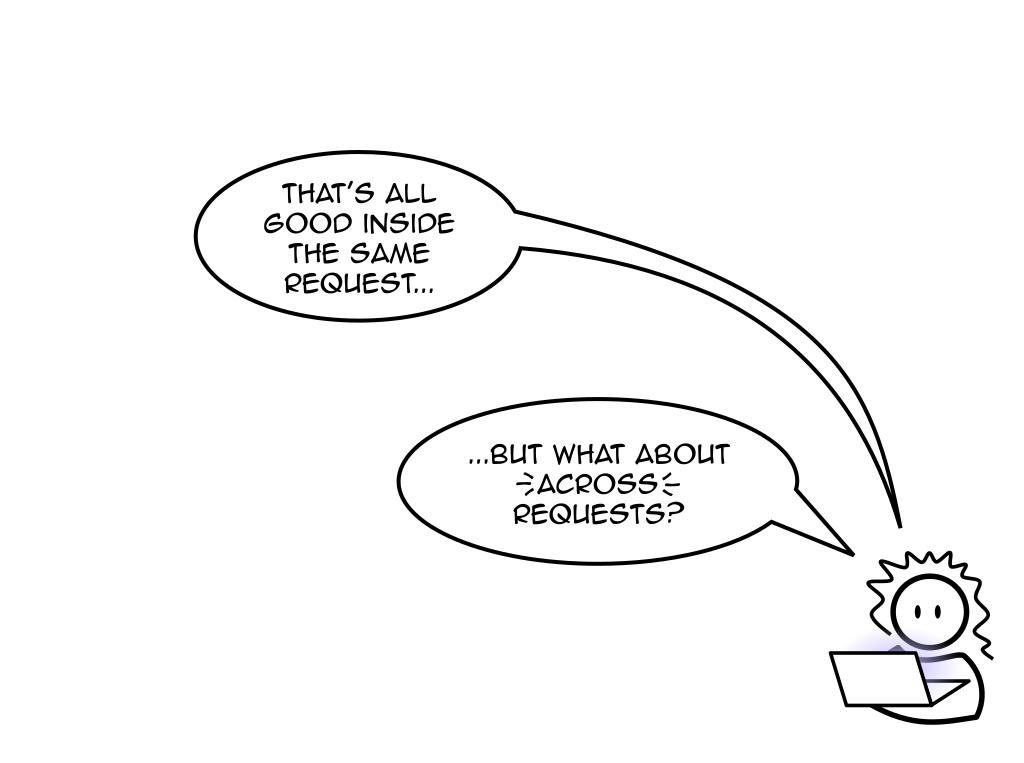 THAT'S ALL
GOOD INSIDE
THE SAME
REQUEST...
...BUT WHAT ABOUT
ACROSS
REQUESTS?